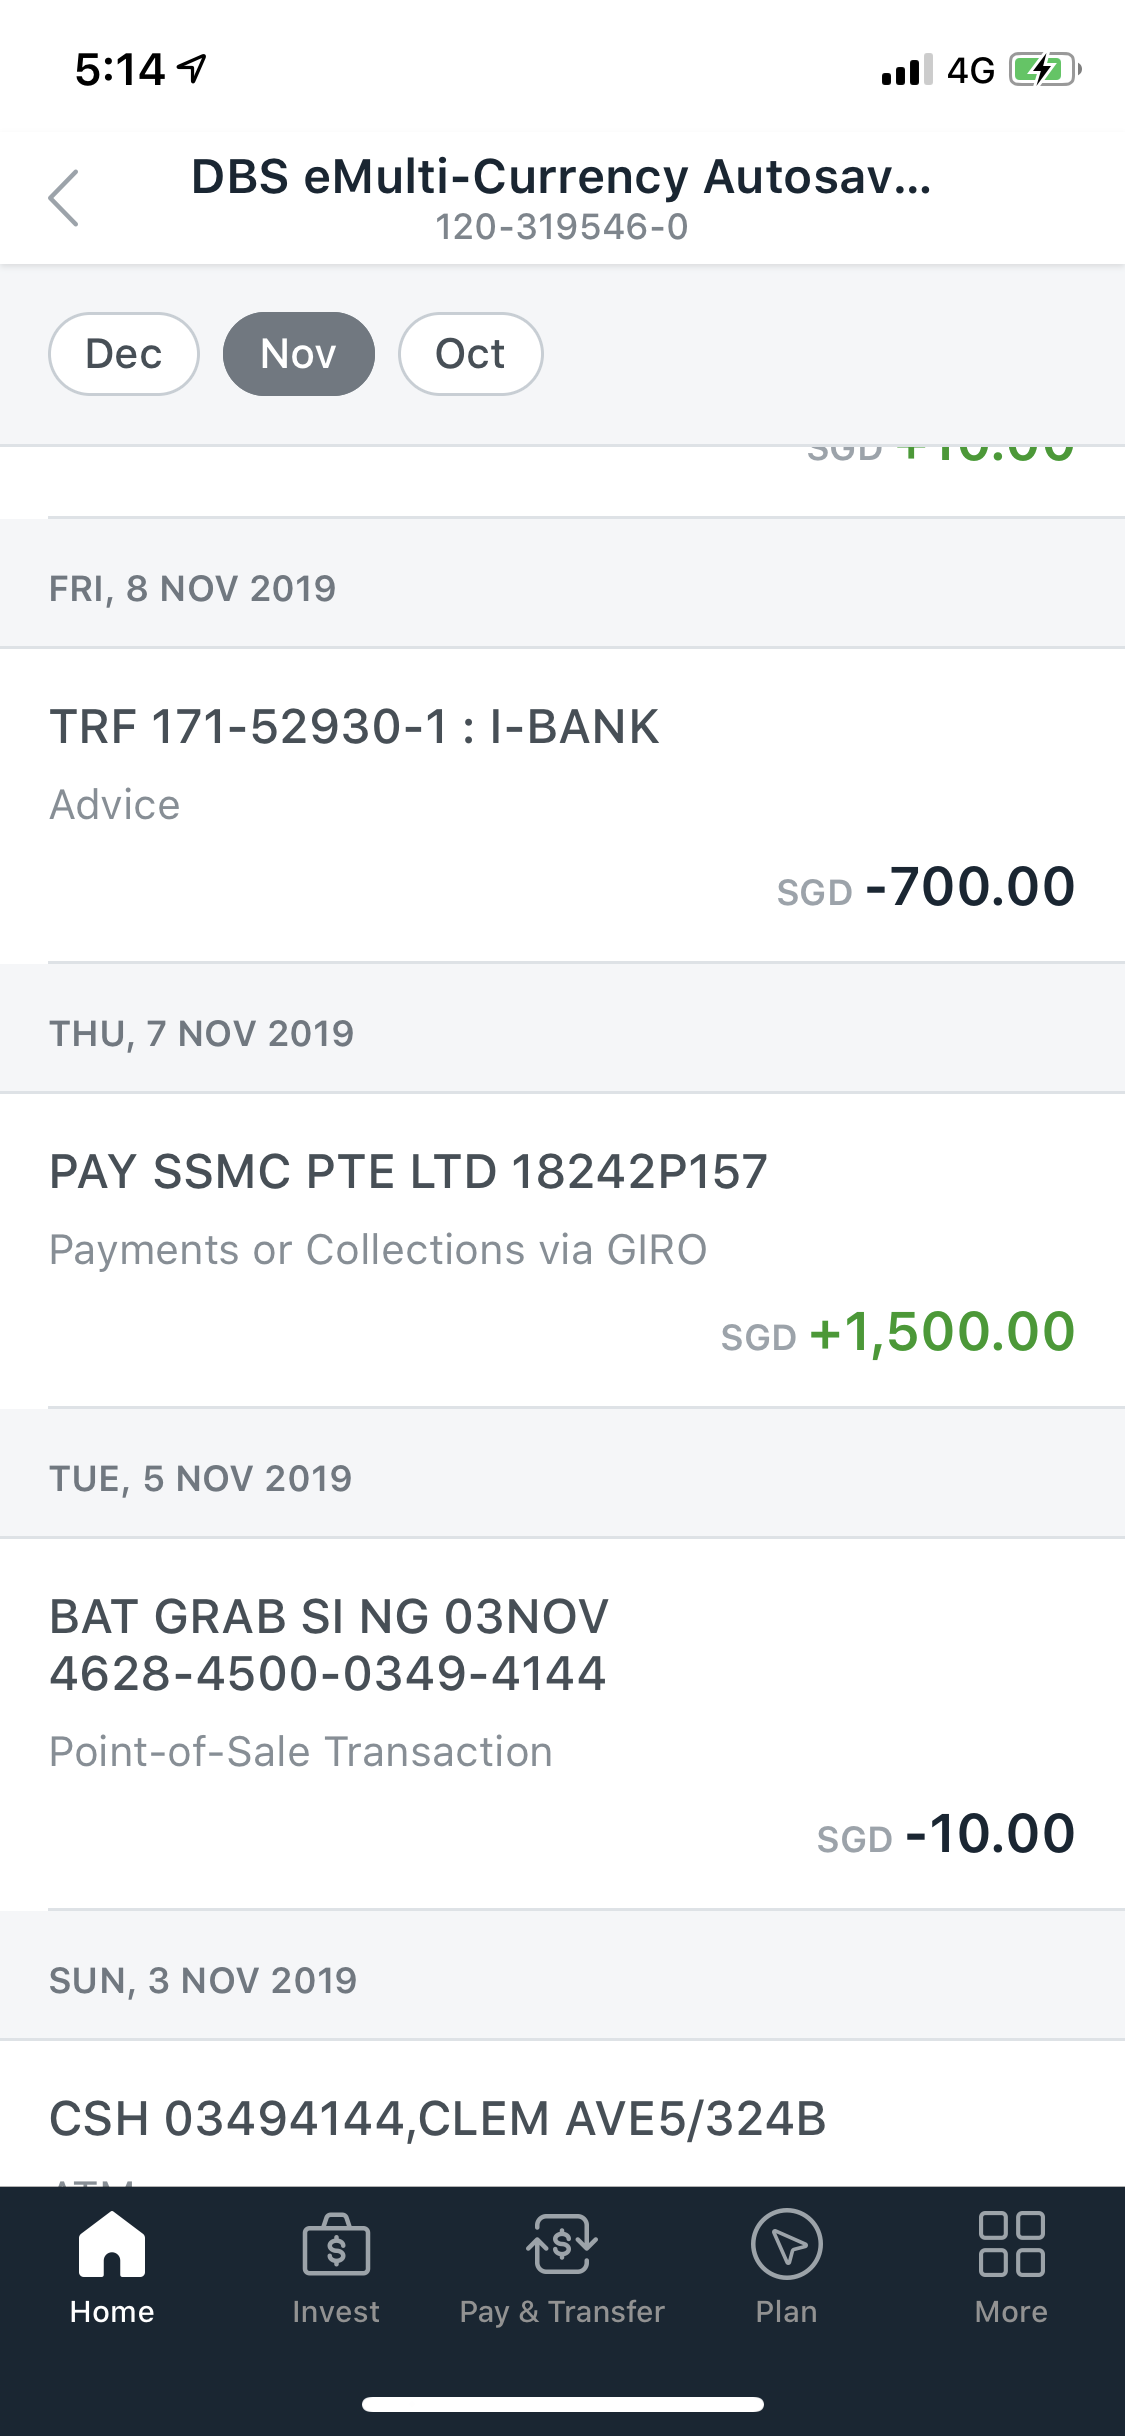 5:14
4G
DBS eMulti-Currency Autosav...
120-319546-0
Dec
Nov
Oct
SGD +10.00
FRI, 8 NOV 2019
TRF 171-52930-1 : I-BANK
Advice
SGD -700.00
THU, 7 NOV 2019
PAY SSMC PTE LTD 18242P157
Payments or Collections via GIRO
SGD +1,500.00
TUE, 5 NOV 2019
BAT GRAB SI NG 03NOV
4628-4500-0349-4144
Point-of-Sale Transaction
SGD -10.00
SUN, 3 NOV 2019
CSH 03494144,CLEM AVE5/324B
ATM
Home
Invest
Pay & Transfer
Plan
More